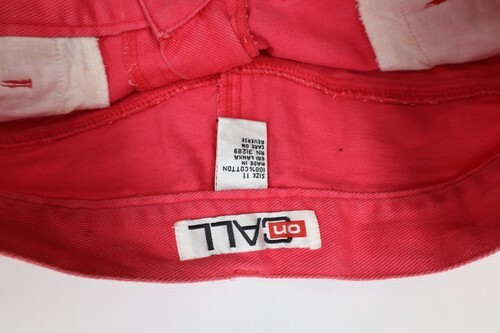 on CALL
SIZE 11
100% COTTON
MADE IN
SRI LANKA
RN 31289
CARE ON
REVERSE